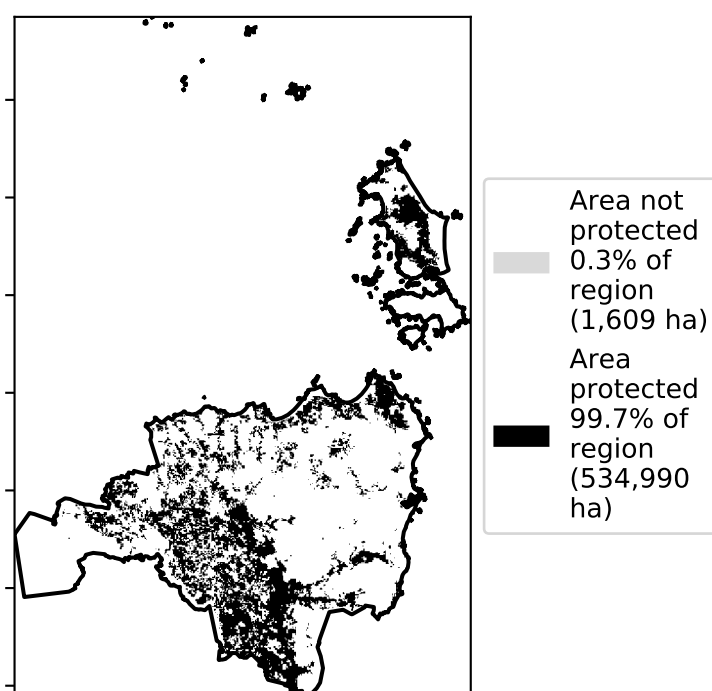 Area not
protected
0.3% of
region
(1,609 ha)
Area
protected
99.7% of
region
(534,990
ha)